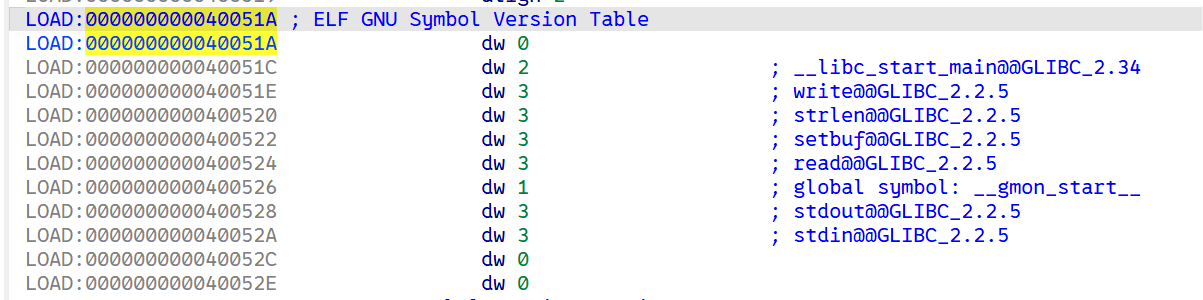 LOAD:000000000040051A ; ELF GNU Symbol Version Table
LOAD:000000000040051A dw 0
LOAD:000000000040051C dw 2 ; __libc_start_main@@GLIBC_2.34
LOAD:000000000040051E dw 3 ; write@@GLIBC_2.2.5
LOAD:0000000000400520 dw 3 ; strlen@@GLIBC_2.2.5
LOAD:0000000000400522 dw 3 ; setbuf@@GLIBC_2.2.5
LOAD:0000000000400524 dw 3 ; read@@GLIBC_2.2.5
LOAD:0000000000400526 dw 1 ; global symbol: __gmon_start__
LOAD:0000000000400528 dw 3 ; stdout@@GLIBC_2.2.5
LOAD:000000000040052A dw 3 ; stdin@@GLIBC_2.2.5
LOAD:000000000040052C dw 0
LOAD:000000000040052E dw 0